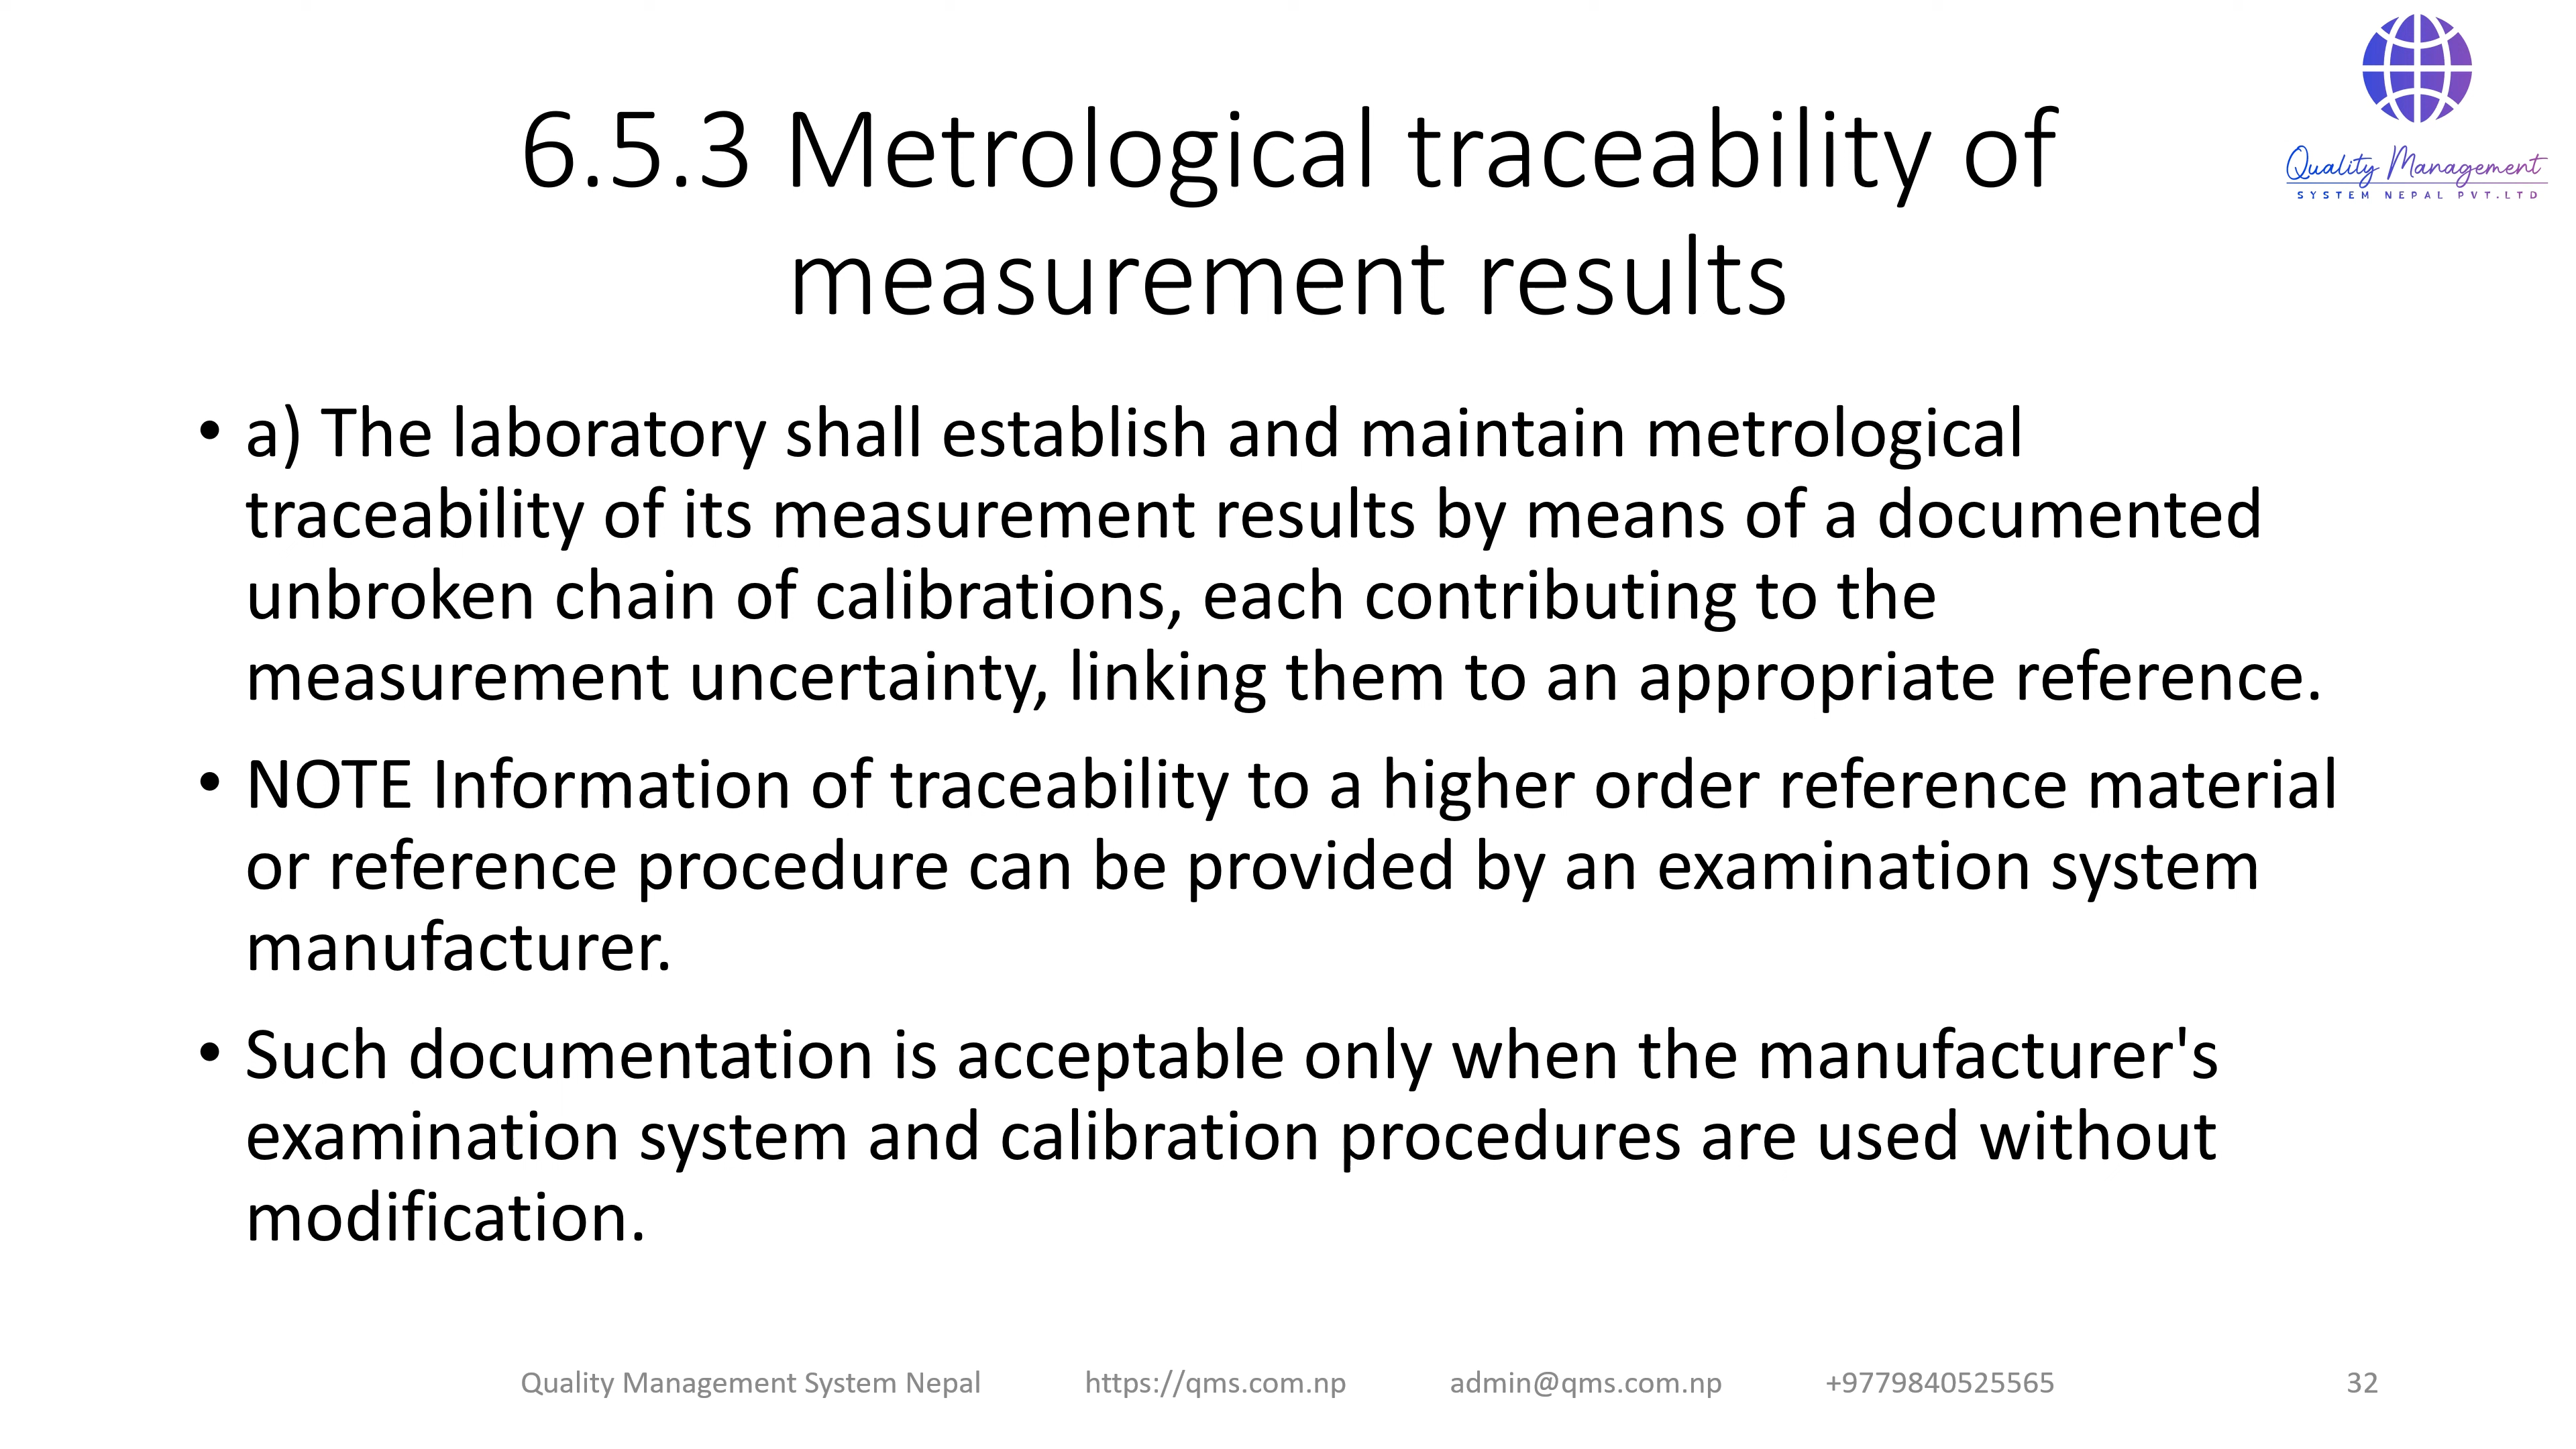 Quality Management
SYSTEM NEPAL PVT.LTD
6.5.3 Metrological traceability of
measurement results
• a) The laboratory shall establish and maintain metrological
traceability of its measurement results by means of a documented
unbroken chain of calibrations, each contributing to the
measurement uncertainty, linking them to an appropriate reference.
• NOTE Information of traceability to a higher order reference material
or reference procedure can be provided by an examination system
manufacturer.
• Such documentation is acceptable only when the manufacturer's
examination system and calibration procedures are used without
modification.
Quality Management System Nepal https://qms.com.np admin@qms.com.np +9779840525565 32